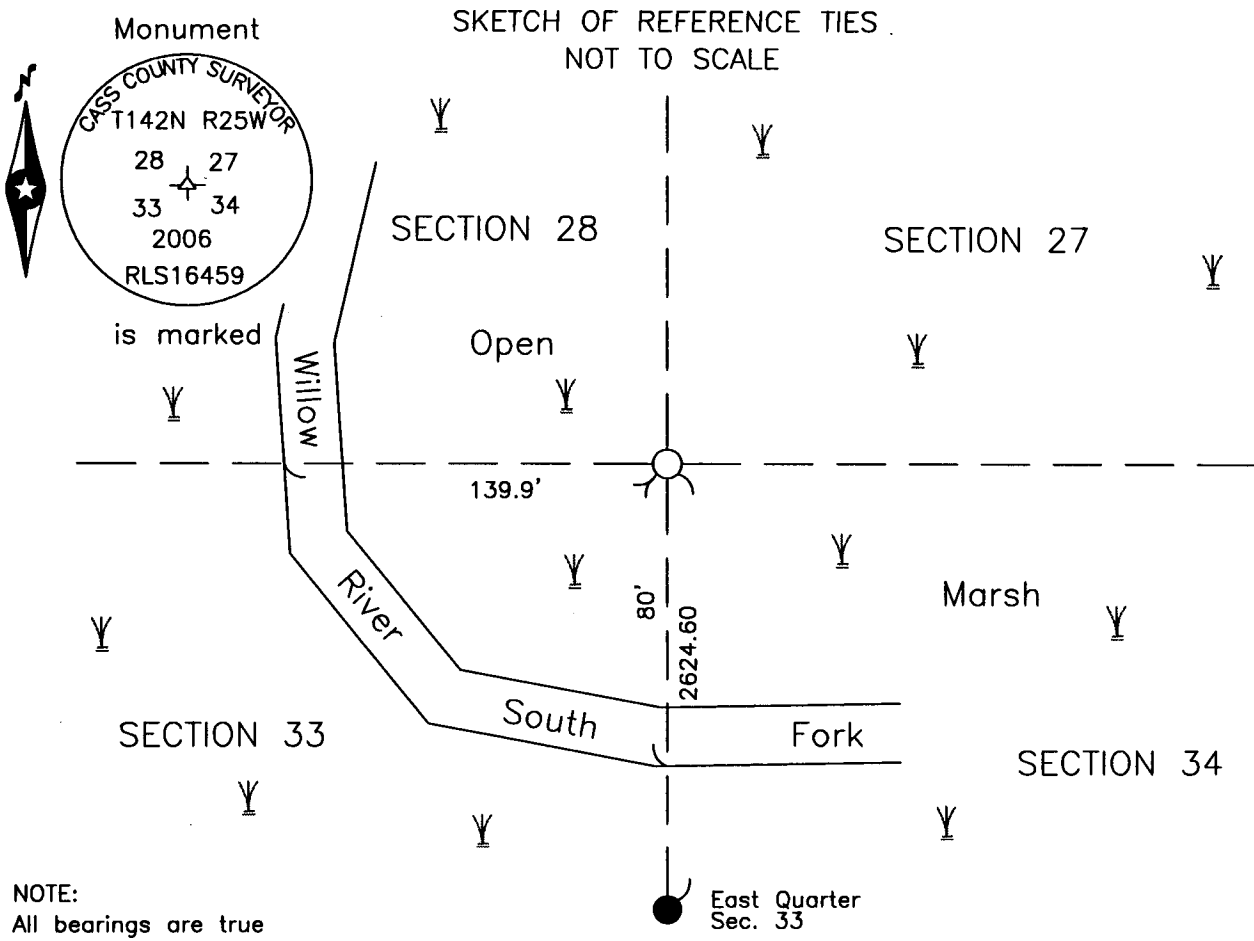 SKETCH OF REFERENCE TIES
NOT TO SCALE
Monument
N
CASS COUNTY SURVEYOR
T142N R25W
28 27
33 34
2006
RLS16459
is marked
SECTION 28
SECTION 27
Open
Willow
139.9'
River
80'
2624.60
Marsh
South
Fork
SECTION 33
SECTION 34
East Quarter
Sec. 33
NOTE:
All bearings are true